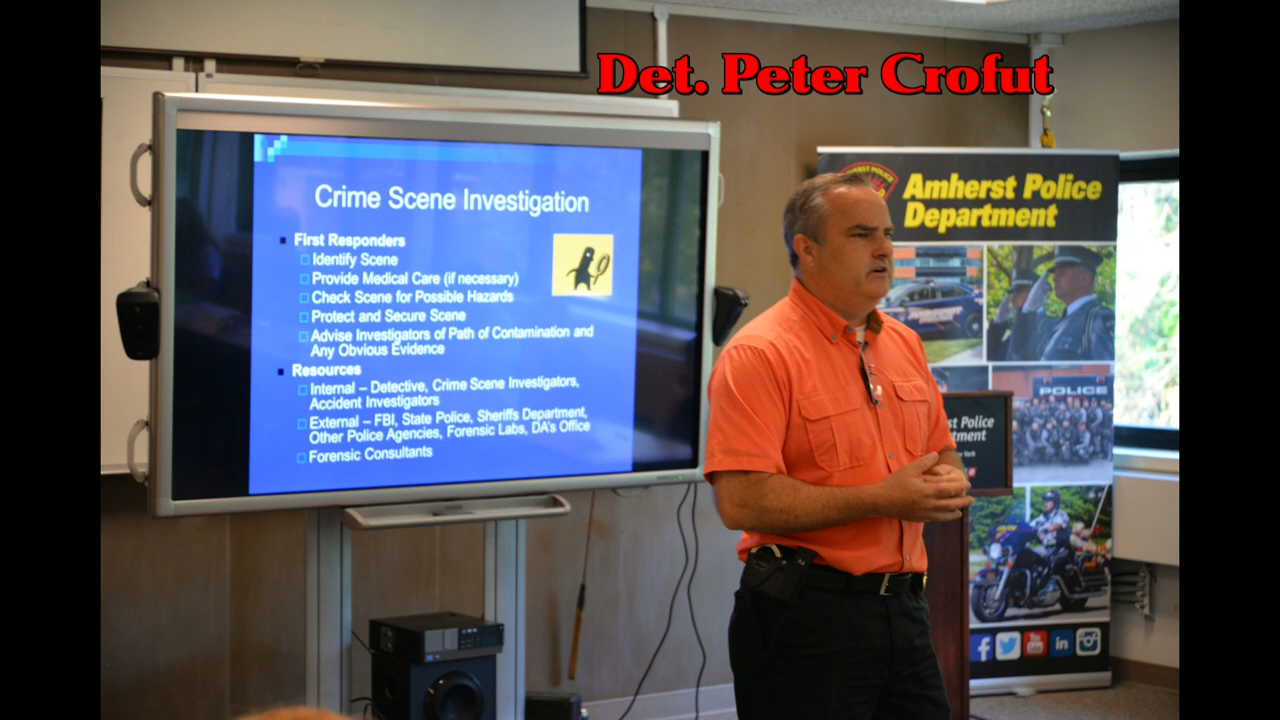 Det. Peter Crofut
Crime Scene Investigation
First Responders
Identify Scene
Provide Medical Care (if necessary)
Check Scene for Possible Hazards
Protect and Secure Scene
Advise Investigators of Path of Contamination and
Any Obvious Evidence
Resources
Internal – Detective, Crime Scene Investigators,
Accident Investigators
External – FBI, State Police, Sheriffs Department,
Other Police Agencies, Forensic Labs, DA's Office
Forensic Consultants
Amherst Police
Department
POLICE
Police
in